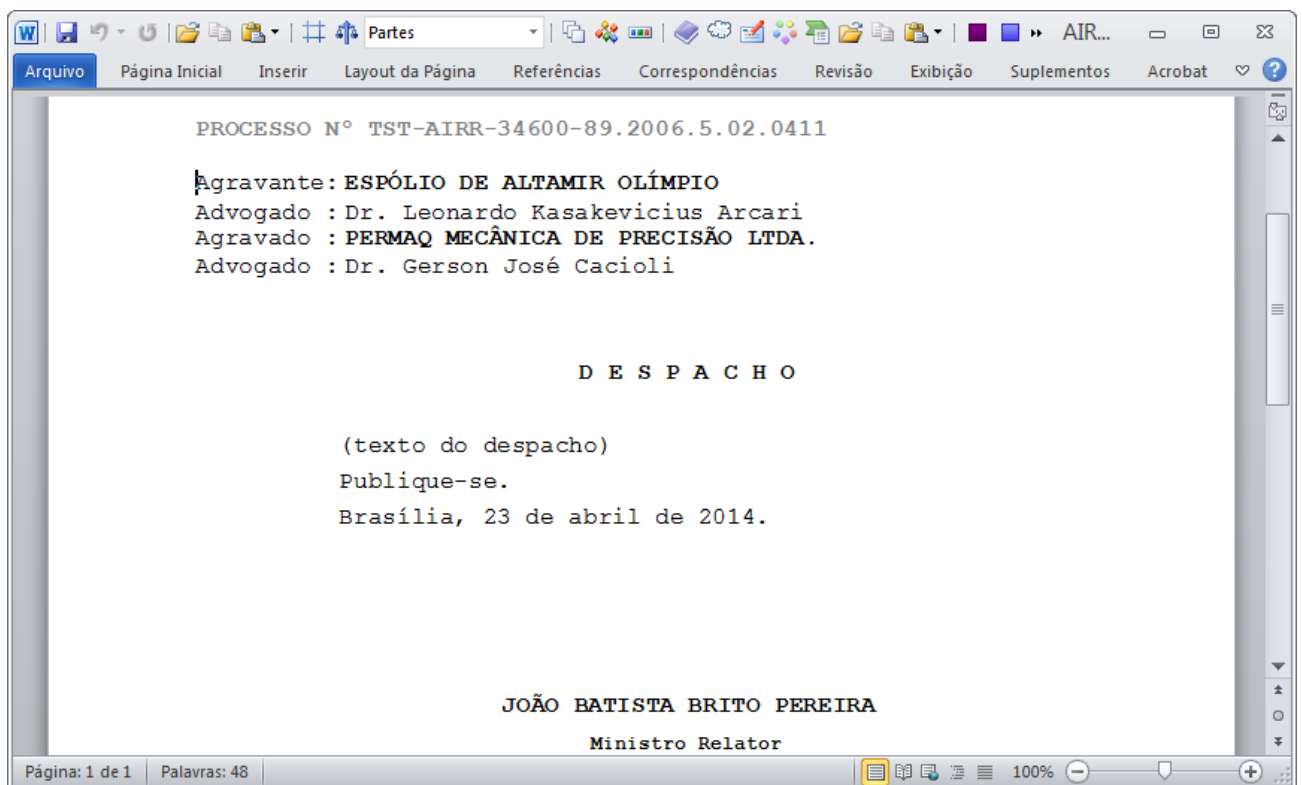 W Partes AIR...
Arquivo Página Inicial Inserir Layout da Página Referências Correspondências Revisão Exibição Suplementos Acrobat ?
PROCESSO Nº TST-AIRR-34600-89.2006.5.02.0411
Agravante: ESPÓLIO DE ALTAMIR OLÍMPIO
Advogado : Dr. Leonardo Kasakevicius Arcari
Agravado : PERMAQ MECÂNICA DE PRECISÃO LTDA.
Advogado : Dr. Gerson José Cacioli
D E S P A C H O
(texto do despacho)
Publique-se.
Brasília, 23 de abril de 2014.
JOÃO BATISTA BRITO PEREIRA
Ministro Relator
Página: 1 de 1 Palavras: 48 100%